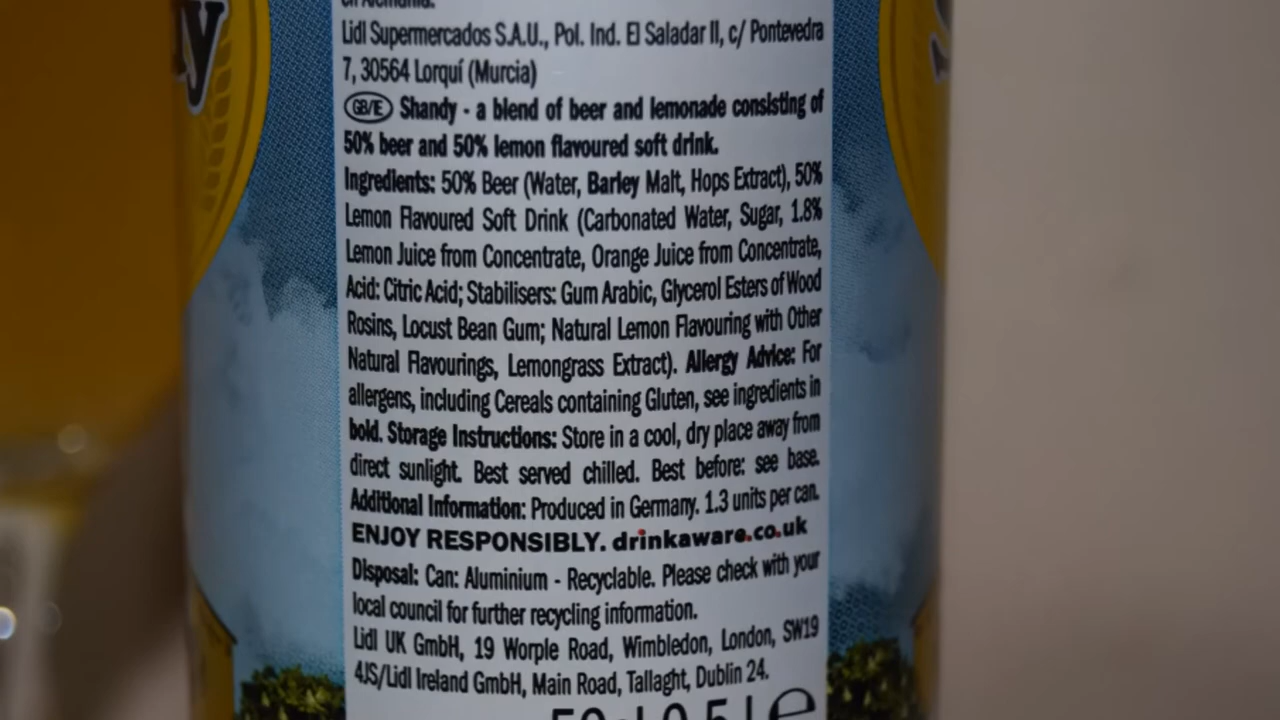 en Alemania.
Lidl Supermercados S.A.U., Pol. Ind. El Saladar II, c/ Pontevedra
7, 30564 Lorquí (Murcia)
GB/IE Shandy - a blend of beer and lemonade consisting of
50% beer and 50% lemon flavoured soft drink.
Ingredients: 50% Beer (Water, Barley Malt, Hops Extract), 50%
Lemon Flavoured Soft Drink (Carbonated Water, Sugar, 1.8%
Lemon Juice from Concentrate, Orange Juice from Concentrate,
Acid: Citric Acid; Stabilisers: Gum Arabic, Glycerol Esters of Wood
Rosins, Locust Bean Gum; Natural Lemon Flavouring with Other
Natural Flavourings, Lemongrass Extract). Allergy Advice: For
allergens, including Cereals containing Gluten, see ingredients in
bold. Storage Instructions: Store in a cool, dry place away from
direct sunlight. Best served chilled. Best before: see base.
Additional Information: Produced in Germany. 1.3 units per can.
ENJOY RESPONSIBLY. drinkaware.co.uk
Disposal: Can: Aluminium - Recyclable. Please check with your
local council for further recycling information.
Lidl UK GmbH, 19 Worple Road, Wimbledon, London, SW19
4JS/Lidl Ireland GmbH, Main Road, Tallaght, Dublin 24.
50cl 0,5 l e